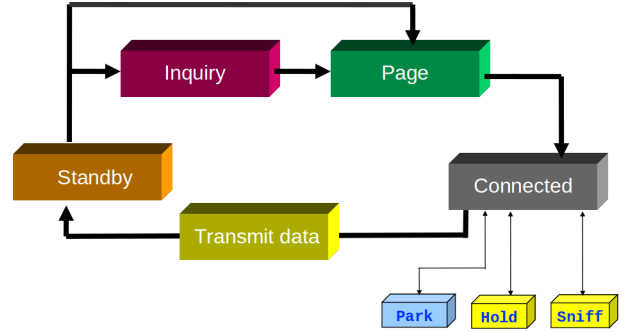 Inquiry
Page
Standby
Connected
Transmit data
Park
Hold
Sniff